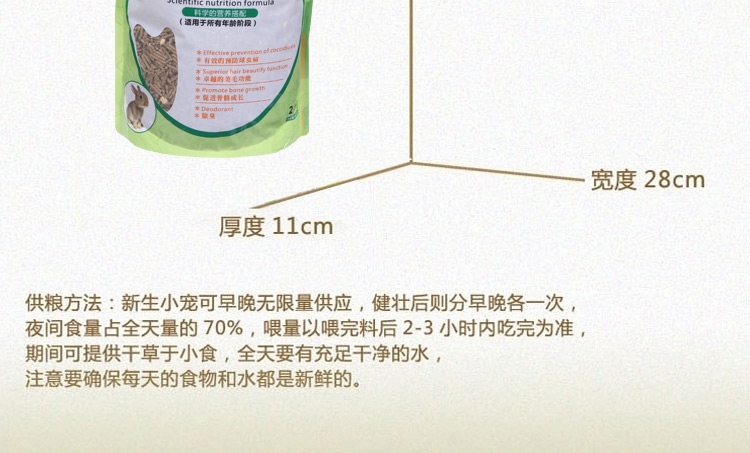 Scientific nutrition formula
科学的营养搭配
（适用于所有年龄阶段）
※ Effective prevention of coccidiosis
※ 有效的预防球虫病
※ Superior hair beautify function
※ 卓越的美毛功能
※ Promote bone growth
※ 促进骨骼成长
※ Deodorant
※ 除臭
宽度 28cm
厚度 11cm
供粮方法：新生小宠可早晚无限量供应，健壮后则分早晚各一次，
夜间食量占全天量的 70%，喂量以喂完料后 2-3 小时内吃完为准，
期间可提供干草于小食，全天要有充足干净的水，
注意要确保每天的食物和水都是新鲜的。